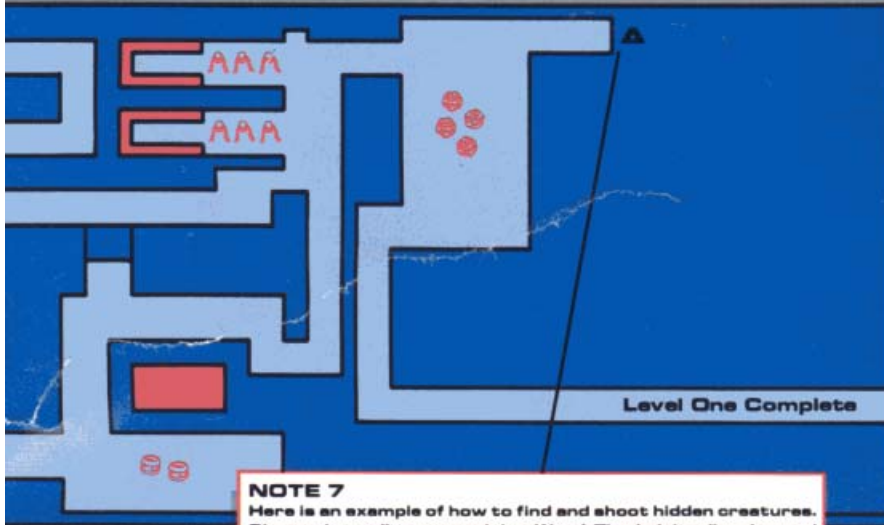 A
Level One Complete
NOTE 7
Here is an example of how to find and shoot hidden creatures.